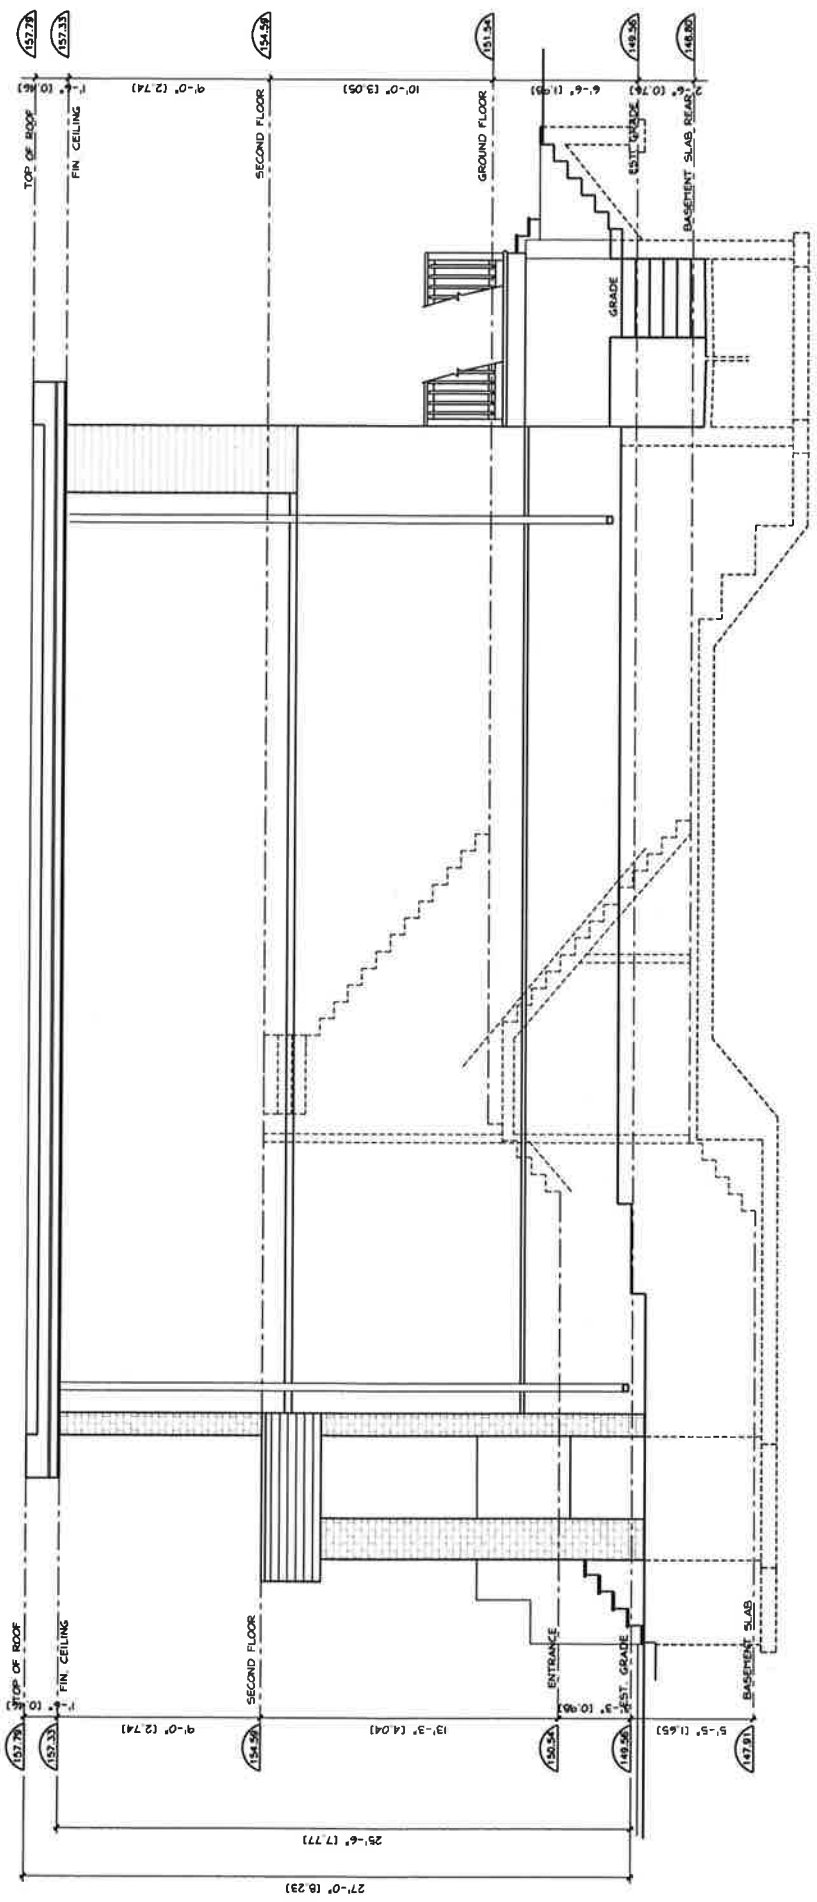 157.79
157.33
154.59
151.54
149.56
148.80
1'-6" [0.46]
9'-0" [2.74]
10'-0" [3.05]
6'-6" [1.98]
2'-6" [0.76]
TOP OF ROOF
FIN CEILING
SECOND FLOOR
GROUND FLOOR
EST. GRADE
BASEMENT SLAB REAR
GRADE
TOP OF ROOF
FIN. CEILING
SECOND FLOOR
ENTRANCE
EST. GRADE
BASEMENT SLAB
1'-6" [0.46]
9'-0" [2.74]
13'-3" [4.04]
3'-3" [0.98]
5'-5" [1.65]
157.79
157.33
154.59
150.54
149.56
147.91
25'-6" [7.77]
27'-0" [8.23]